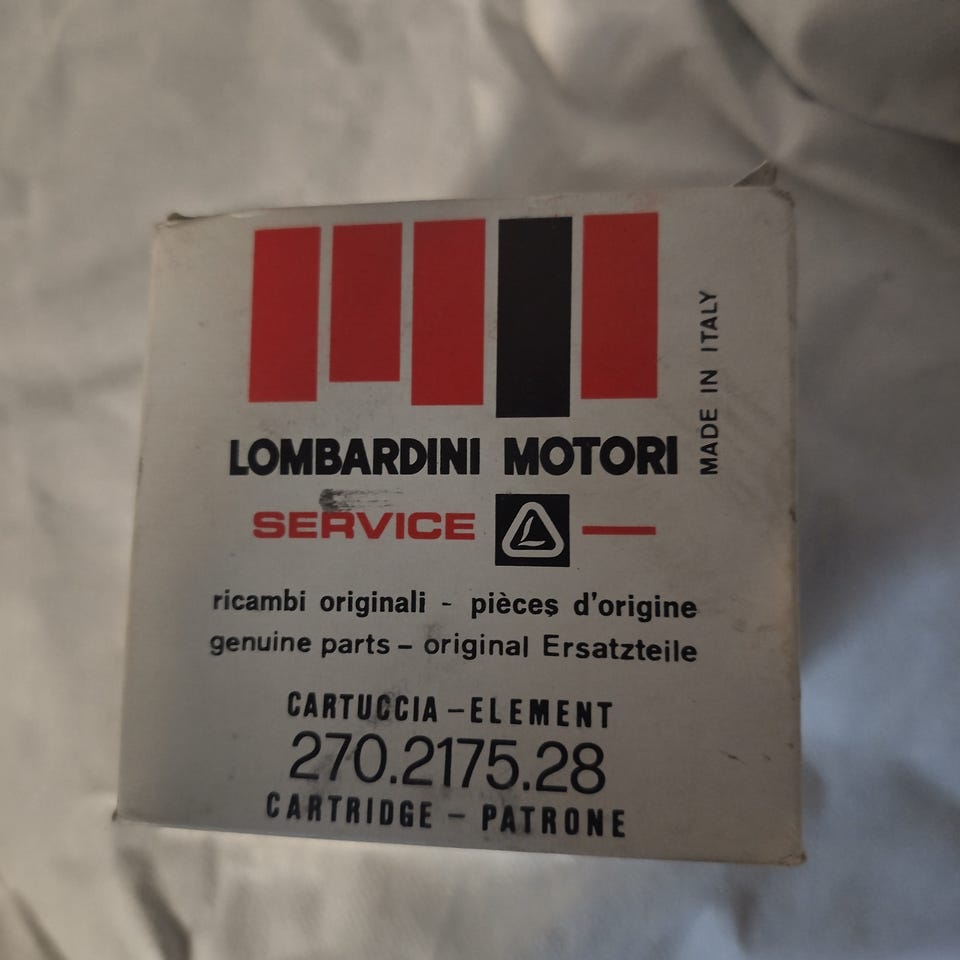 LOMBARDINI MOTORI
MADE IN ITALY
SERVICE
ricambi originali - pièces d'origine
genuine parts - original Ersatzteile
CARTUCCIA - ELEMENT
270.2175.28
CARTRIDGE - PATRONE